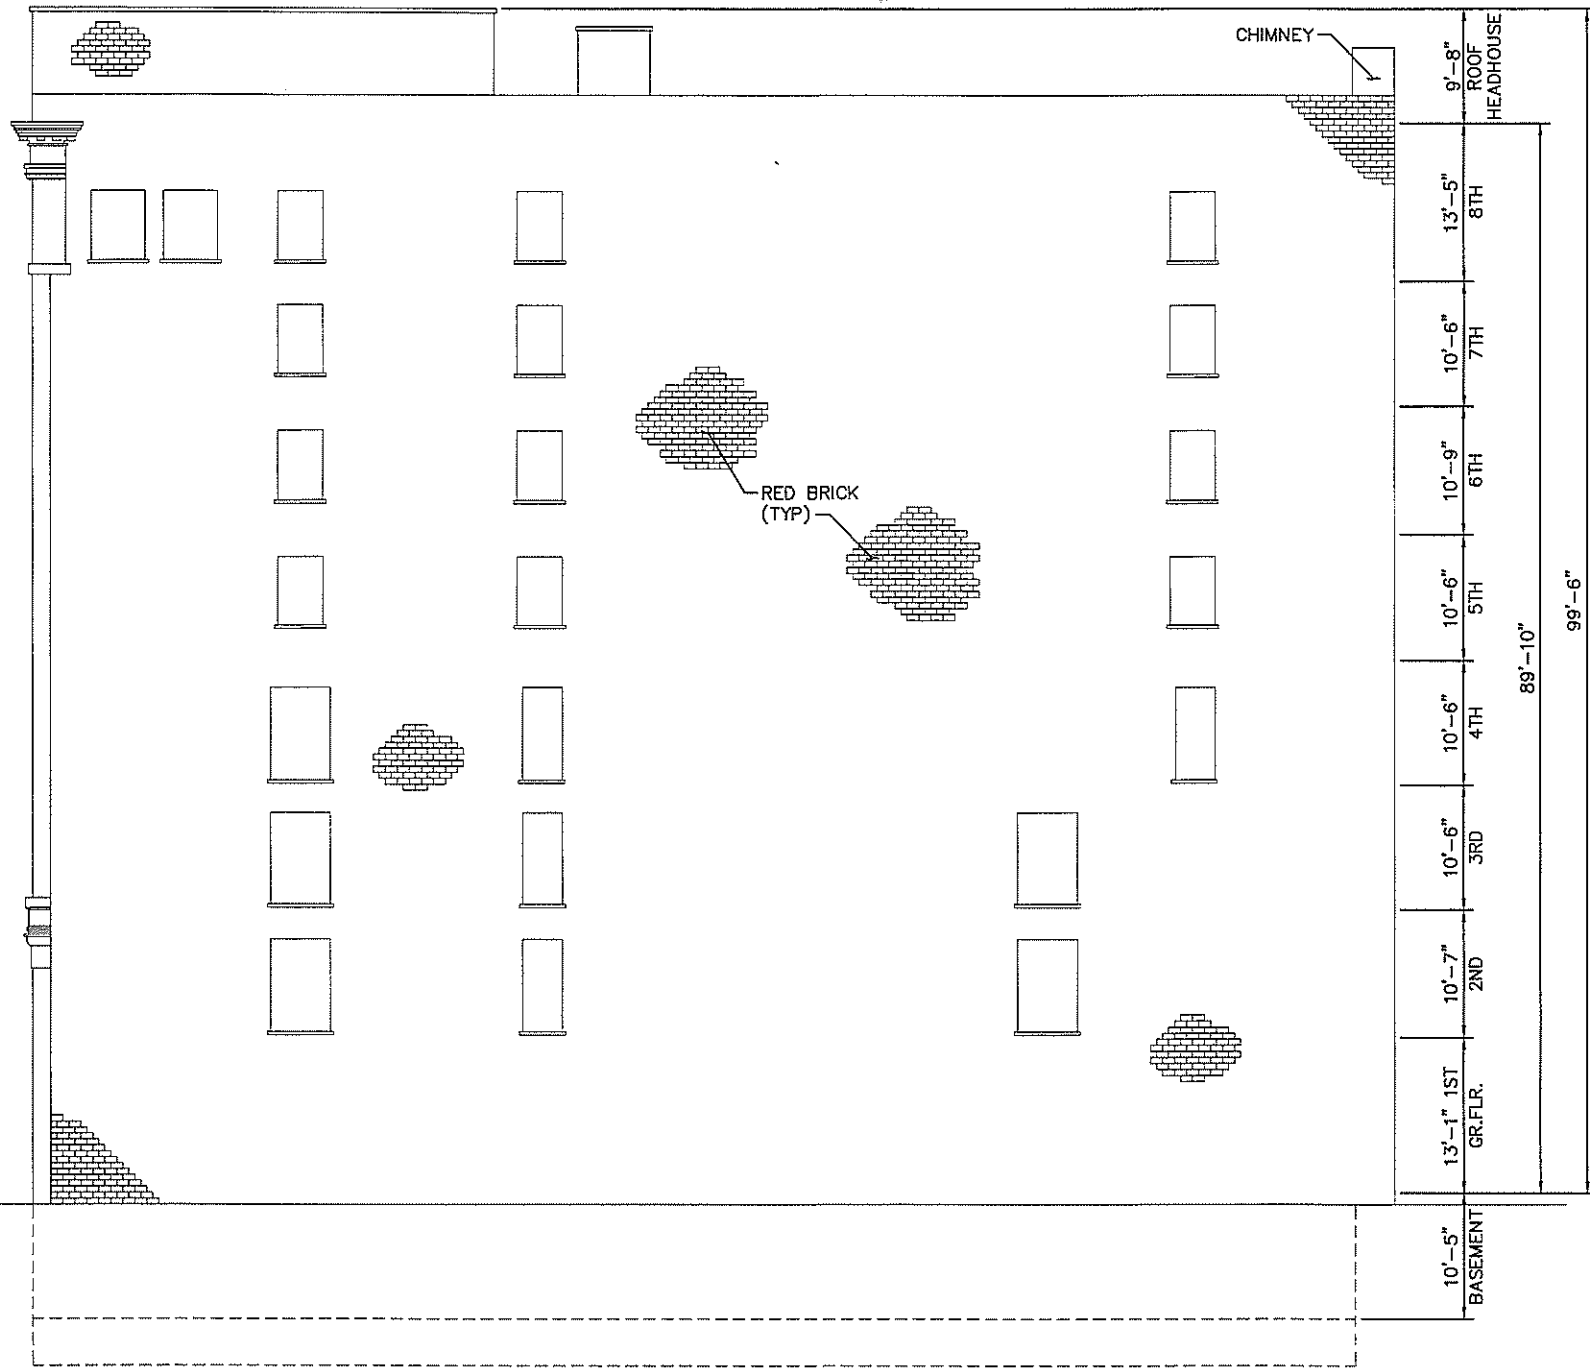 CHIMNEY
9'-8"
ROOF
HEADHOUSE
13'-5"
8TH
10'-6"
7TH
10'-9"
6TH
RED BRICK
(TYP)
10'-6"
5TH
99'-6"
89'-10"
10'-6"
4TH
10'-6"
3RD
10'-7"
2ND
13'-1" 1ST
GR.FLR.
10'-5"
BASEMENT